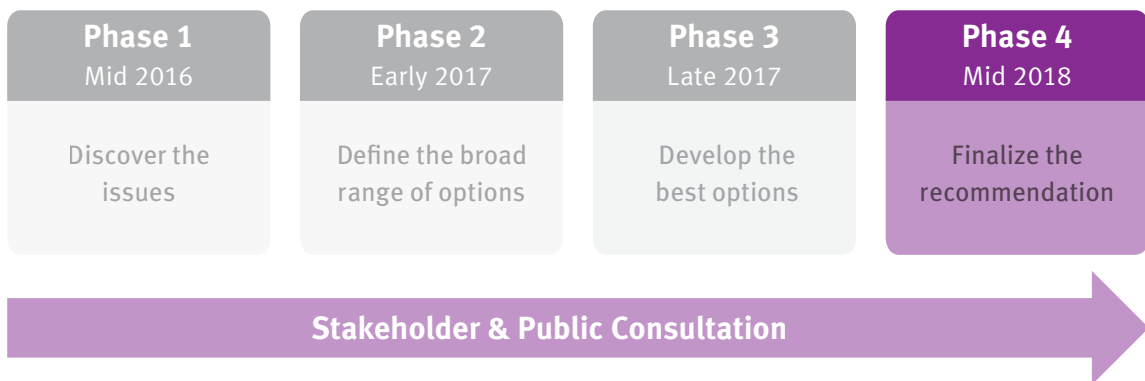 Phase 1
Mid 2016
Discover the
issues
Phase 2
Early 2017
Define the broad
range of options
Phase 3
Late 2017
Develop the
best options
Phase 4
Mid 2018
Finalize the
recommendation
Stakeholder & Public Consultation